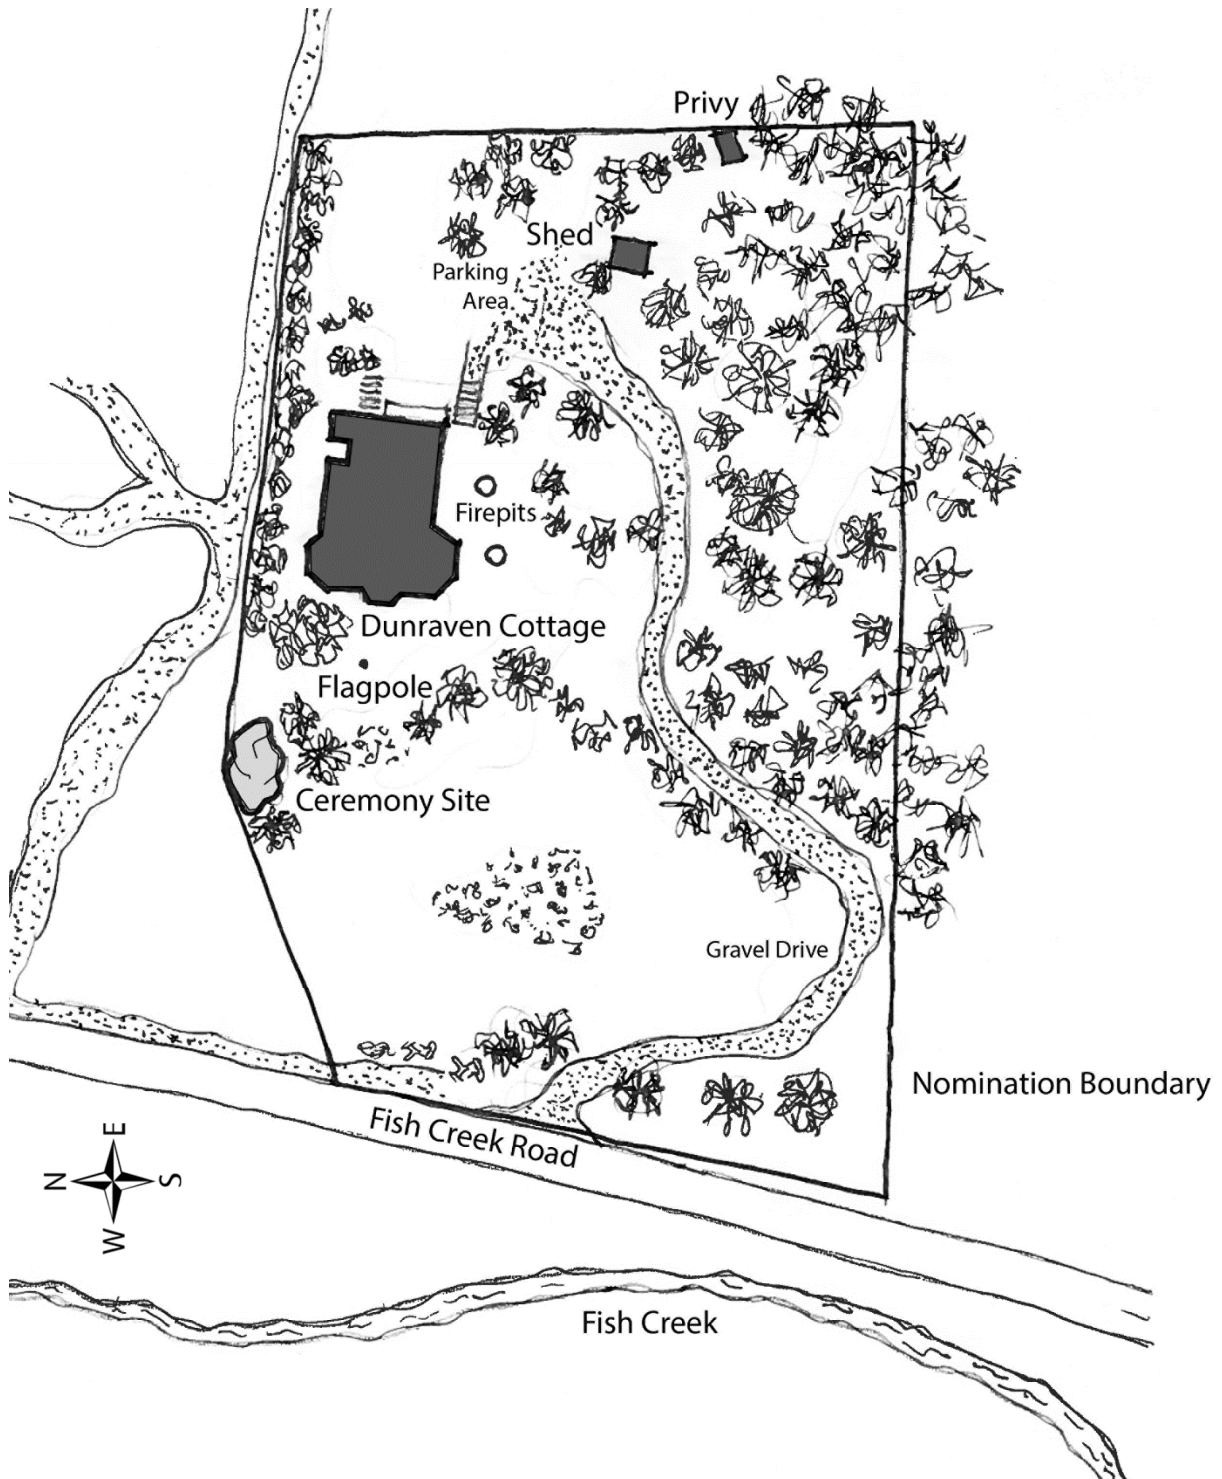 Privy
Shed
Parking
Area
Firepits
Dunraven Cottage
Flagpole
Ceremony Site
Gravel Drive
Nomination Boundary
Fish Creek Road
E
N
S
W
Fish Creek